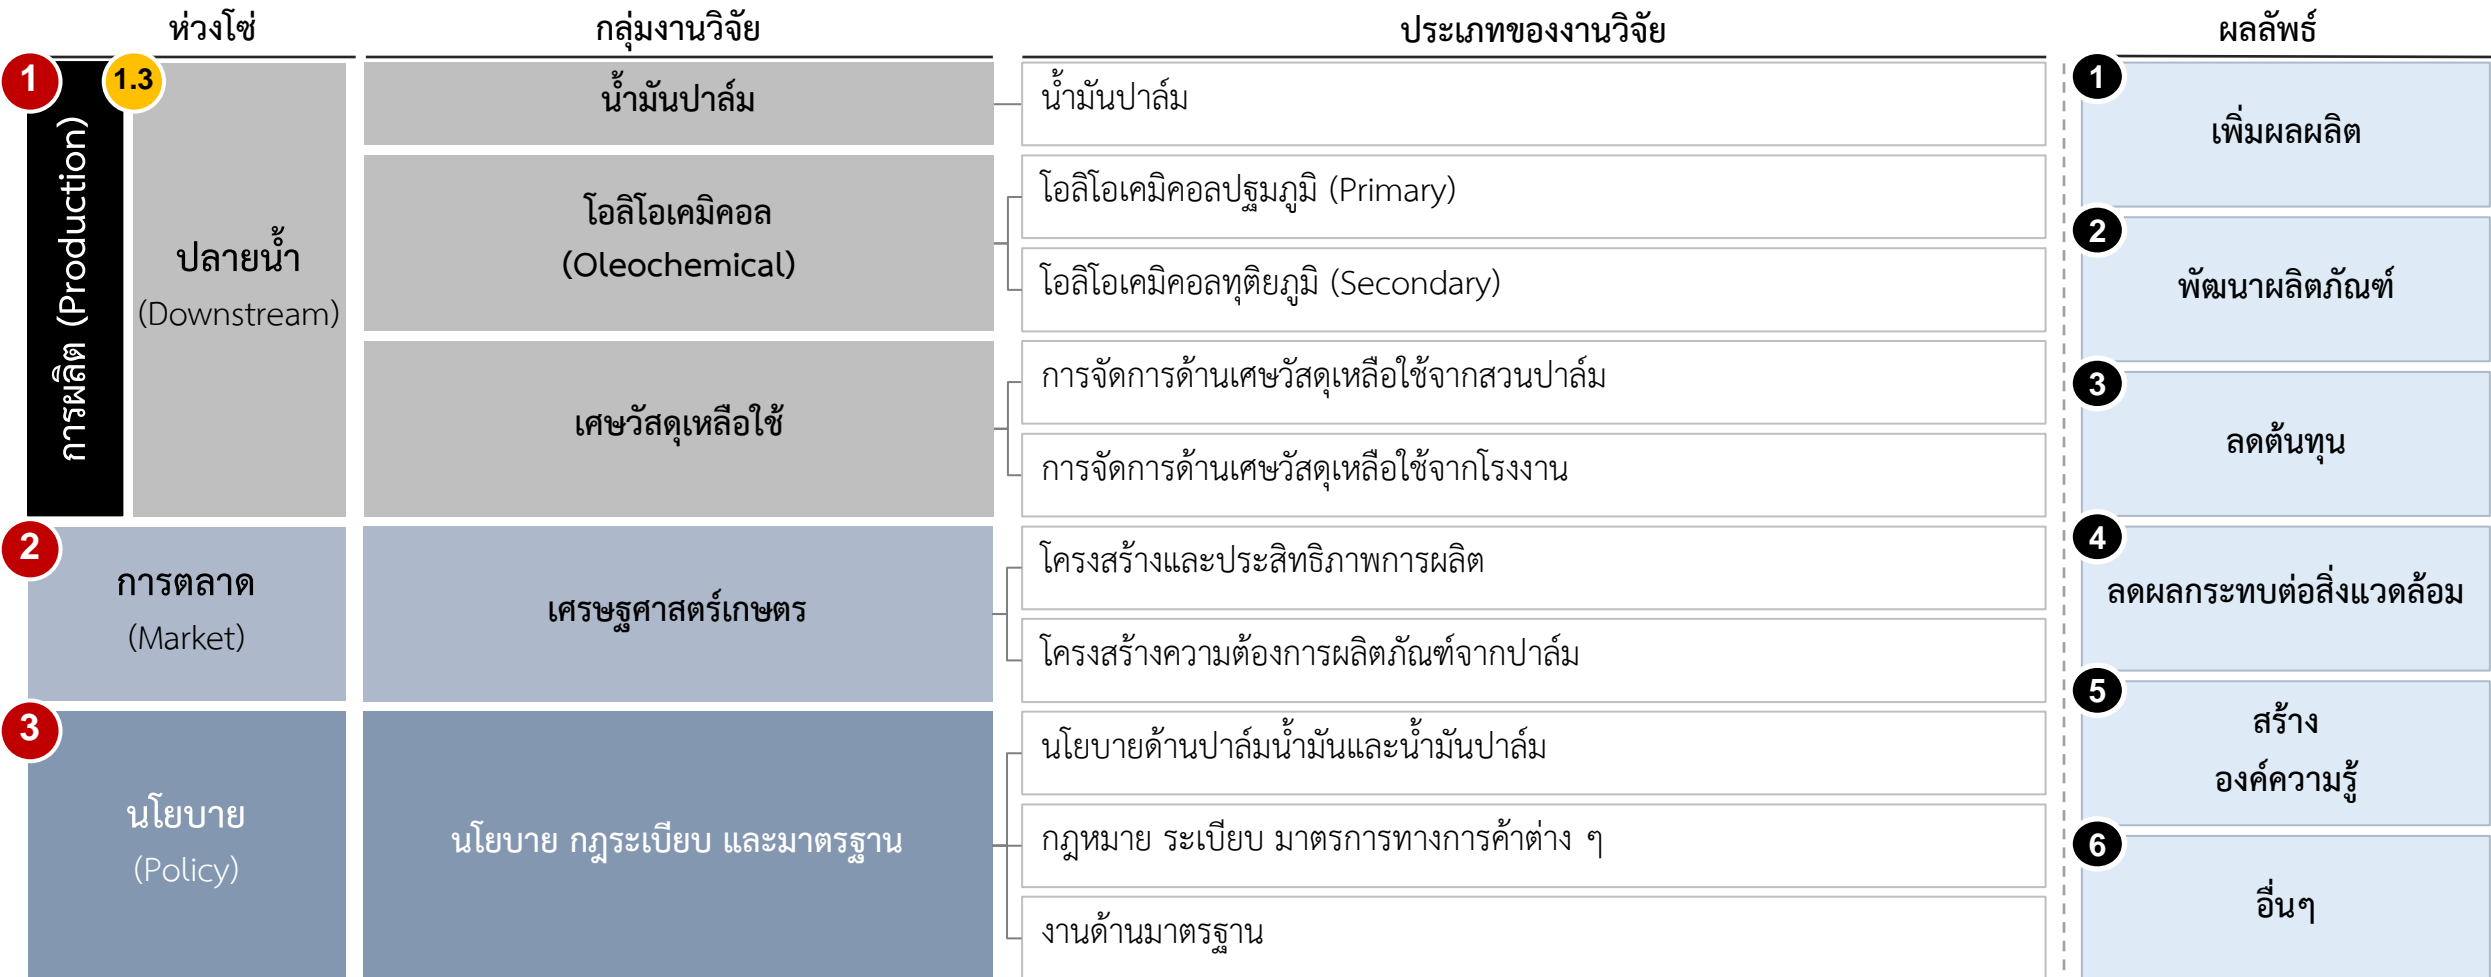 ห่วงโซ่
กลุ่มงานวิจัย
ประเภทของงานวิจัย
ผลลัพธ์
1
การผลิต (Production)
1.3
ปลายน้ำ
(Downstream)
น้ำมันปาล์ม
น้ำมันปาล์ม
โอลิโอเคมิคอล
(Oleochemical)
โอลิโอเคมิคอลปฐมภูมิ (Primary)
โอลิโอเคมิคอลทุติยภูมิ (Secondary)
เศษวัสดุเหลือใช้
การจัดการด้านเศษวัสดุเหลือใช้จากสวนปาล์ม
การจัดการด้านเศษวัสดุเหลือใช้จากโรงงาน
2
การตลาด
(Market)
เศรษฐศาสตร์เกษตร
โครงสร้างและประสิทธิภาพการผลิต
โครงสร้างความต้องการผลิตภัณฑ์จากปาล์ม
3
นโยบาย
(Policy)
นโยบาย กฎระเบียบ และมาตรฐาน
นโยบายด้านปาล์มน้ำมันและน้ำมันปาล์ม
กฎหมาย ระเบียบ มาตรการทางการค้าต่าง ๆ
งานด้านมาตรฐาน
1
เพิ่มผลผลิต
2
พัฒนาผลิตภัณฑ์
3
ลดต้นทุน
4
ลดผลกระทบต่อสิ่งแวดล้อม
5
สร้าง
องค์ความรู้
6
อื่นๆ